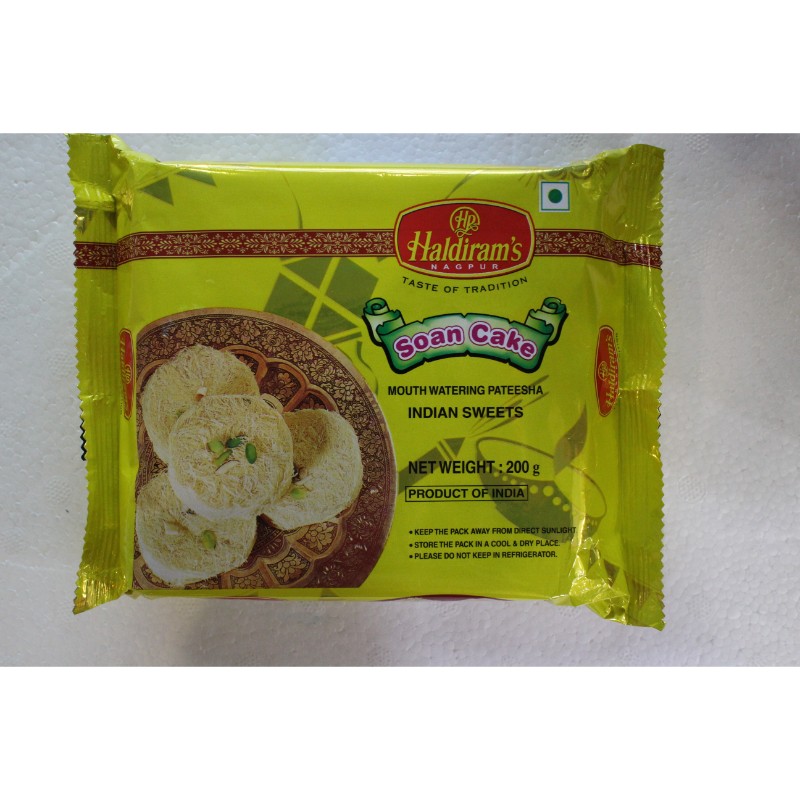 HR
Haldiram's
NAGPUR
TASTE OF TRADITION
Soan Cake
MOUTH WATERING PATEESHA
INDIAN SWEETS
NET WEIGHT : 200 g
PRODUCT OF INDIA
• KEEP THE PACK AWAY FROM DIRECT SUNLIGHT
• STORE THE PACK IN A COOL & DRY PLACE.
• PLEASE DO NOT KEEP IN REFRIGERATOR.
Haldiram's